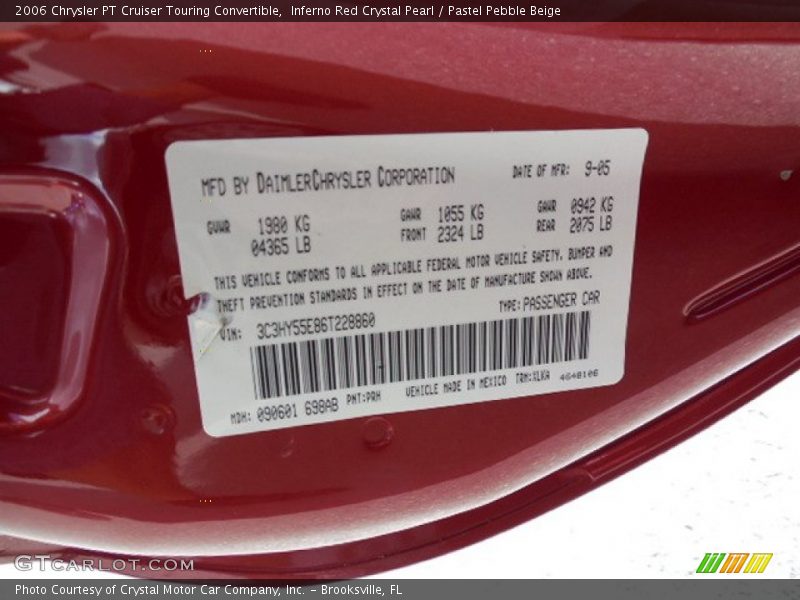 2006 Chrysler PT Cruiser Touring Convertible,  Inferno Red Crystal Pearl / Pastel Pebble Beige
MFD BY DAIMLERCHRYSLER CORPORATION DATE OF MFR: 9-05
GVWR 1980 KG GAWR 1055 KG GAWR 0942 KG
04365 LB FRONT 2324 LB REAR 2075 LB
THIS VEHICLE CONFORMS TO ALL APPLICABLE FEDERAL MOTOR VEHICLE SAFETY, BUMPER AND
THEFT PREVENTION STANDARDS IN EFFECT ON THE DATE OF MANUFACTURE SHOWN ABOVE.
VIN: 3C3HY55E86T228860 TYPE: PASSENGER CAR
MDH: 090601 698AB PNT:PRH VEHICLE MADE IN MEXICO TRM:XLKA 4648106
GTCARLOT.COM
Photo Courtesy of Crystal Motor Car Company, Inc. – Brooksville, FL